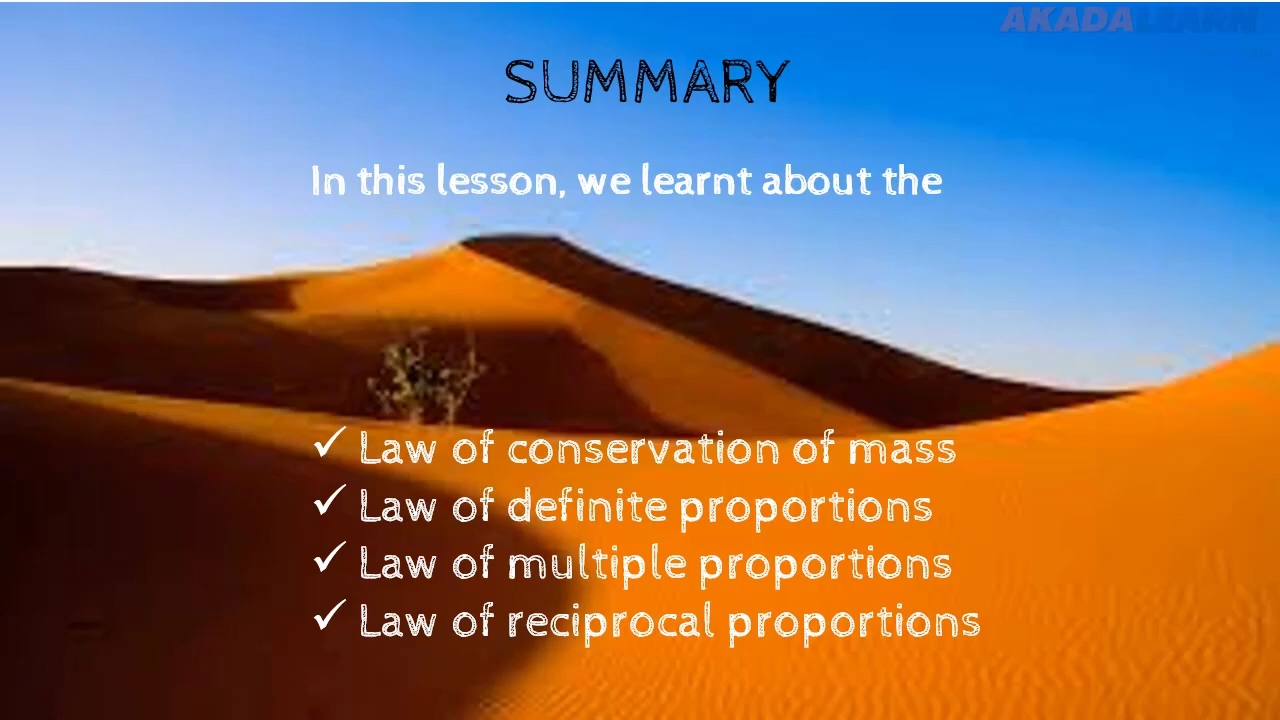 AKADALEARN
SUMMARY
In this lesson, we learnt about the
✓ Law of conservation of mass
✓ Law of definite proportions
✓ Law of multiple proportions
✓ Law of reciprocal proportions